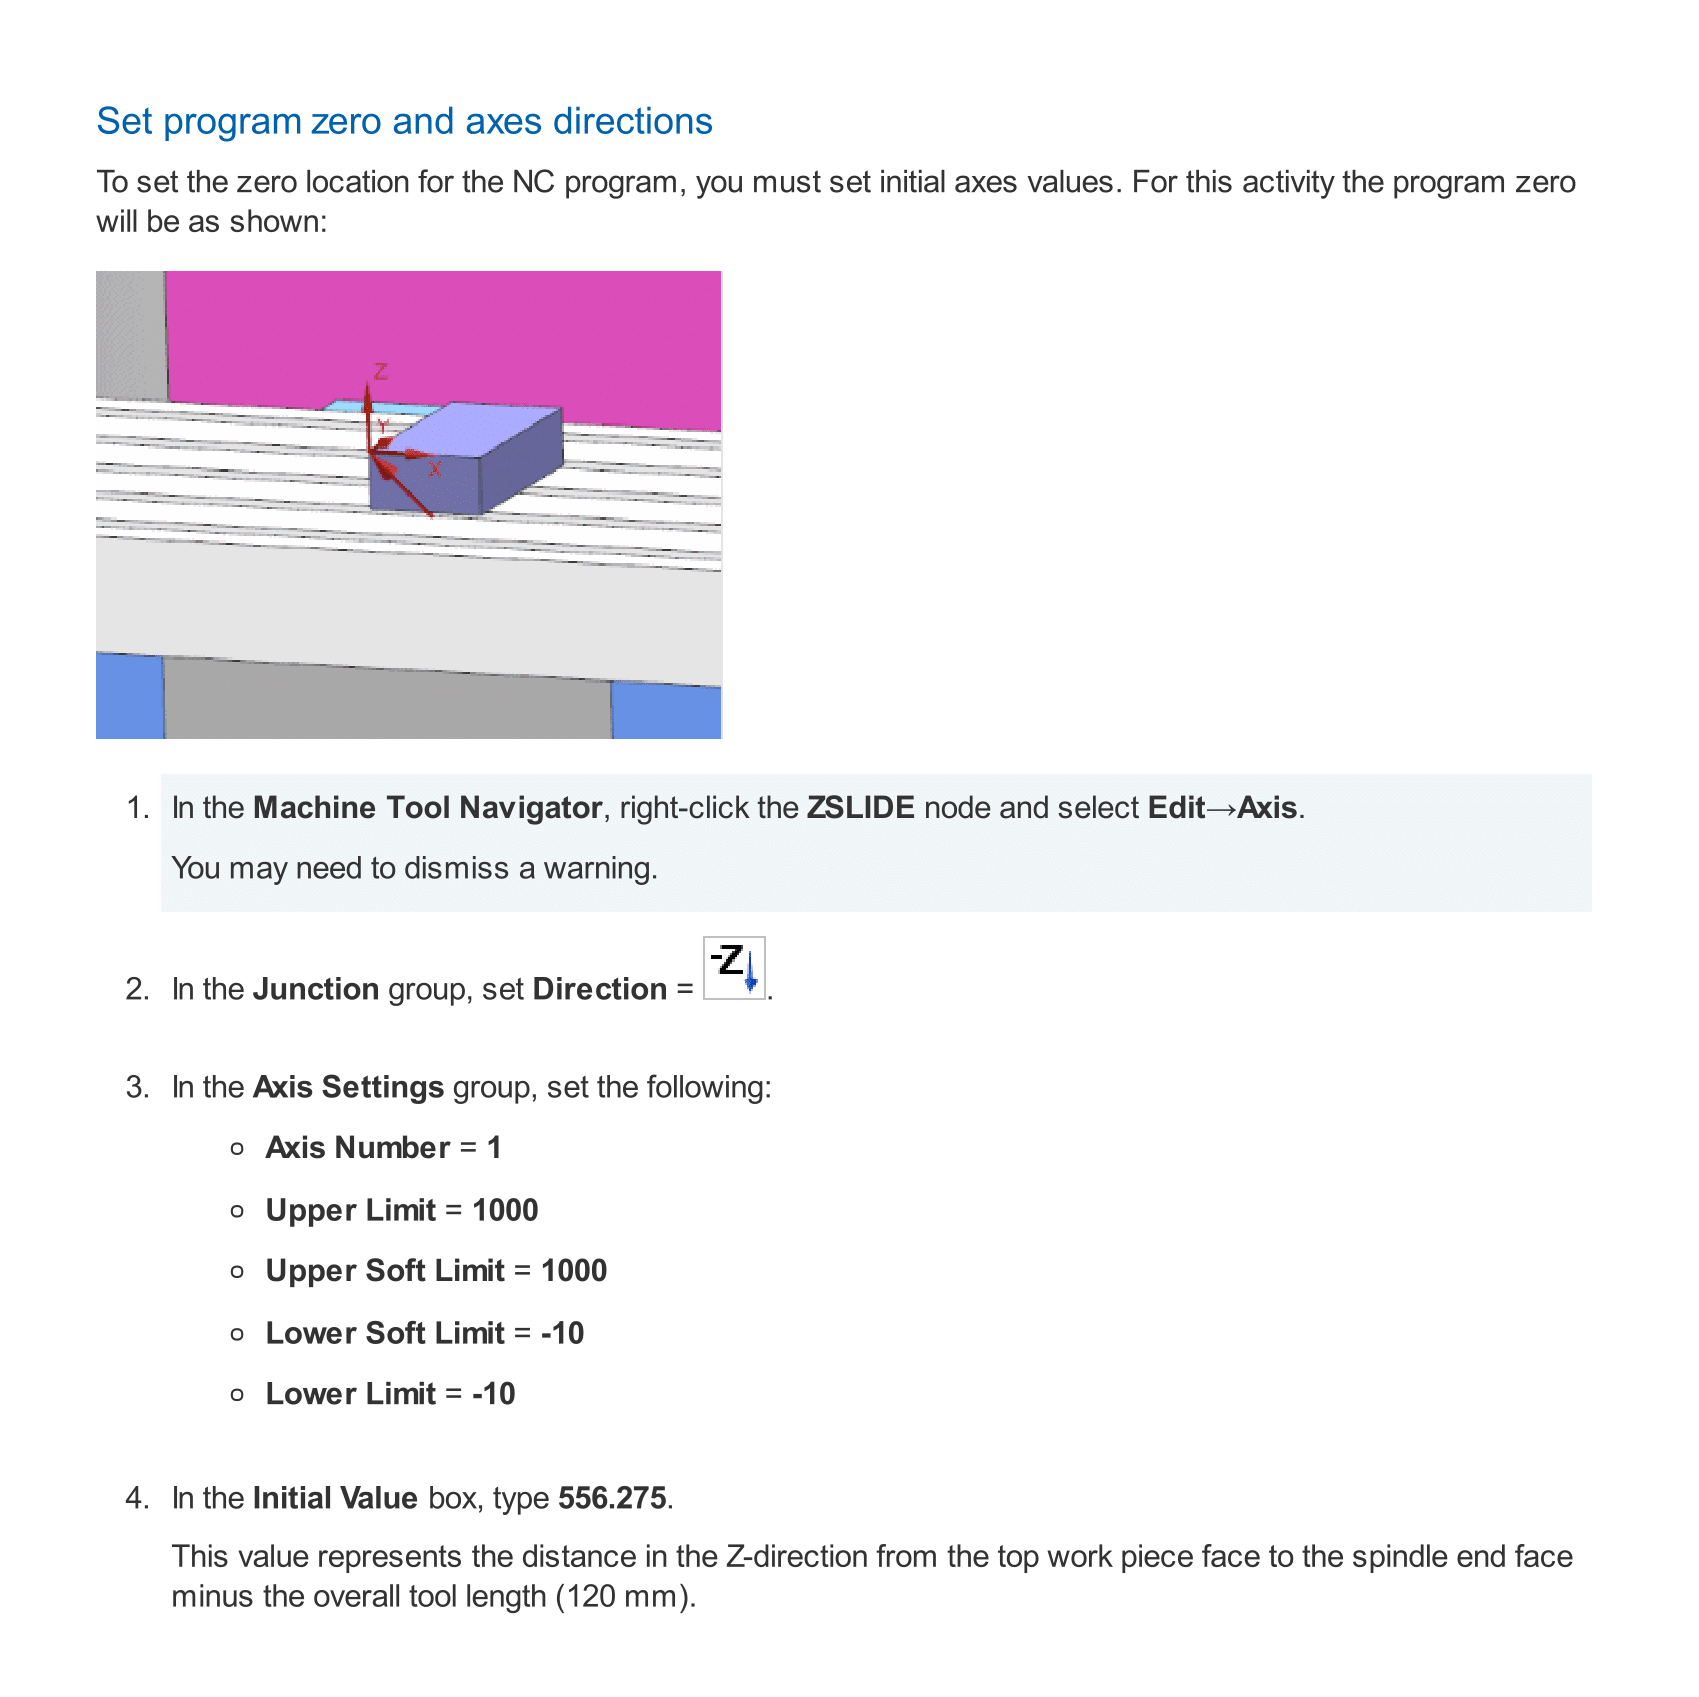 Set program zero and axes directions
To set the zero location for the NC program, you must set initial axes values. For this activity the program zero
will be as shown:
Z
Y
X
1. In the Machine Tool Navigator, right-click the ZSLIDE node and select Edit→Axis.
You may need to dismiss a warning.
2. In the Junction group, set Direction = -Z.
3. In the Axis Settings group, set the following:
o Axis Number = 1
o Upper Limit = 1000
o Upper Soft Limit = 1000
o Lower Soft Limit = -10
o Lower Limit = -10
4. In the Initial Value box, type 556.275.
This value represents the distance in the Z-direction from the top work piece face to the spindle end face
minus the overall tool length (120 mm).